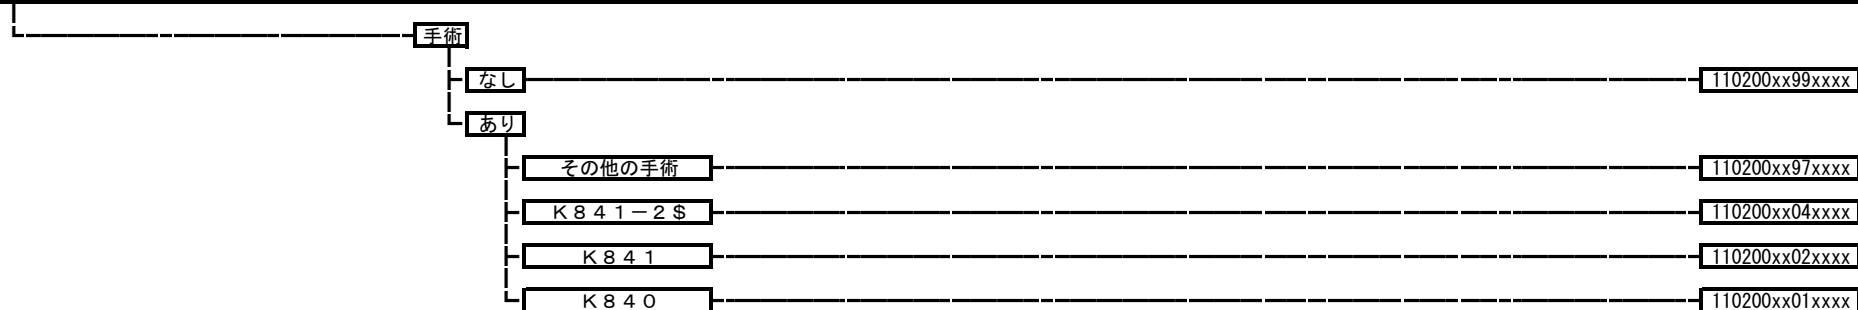 手術
なし 110200xx99xxxx
あり
その他の手術 110200xx97xxxx
Ｋ８４１－２＄ 110200xx04xxxx
Ｋ８４１ 110200xx02xxxx
Ｋ８４０ 110200xx01xxxx